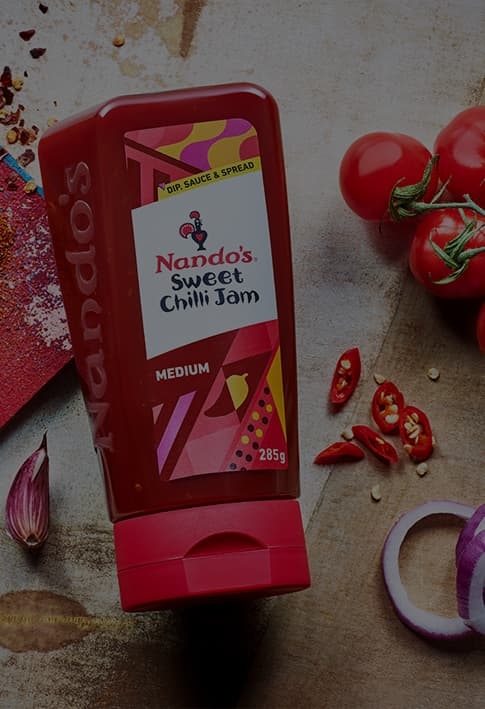 Nando's
DIP, SAUCE & SPREAD
Nando's®
Sweet
Chilli Jam
MEDIUM
285g